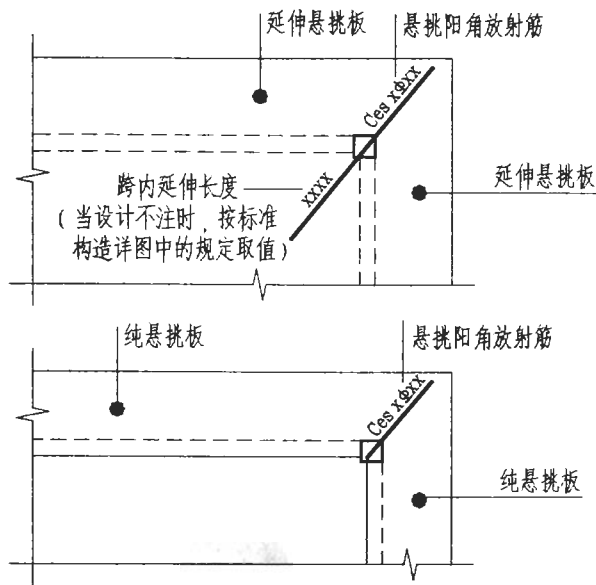 延伸悬挑板
悬挑阳角放射筋
Ces xΦxx
延伸悬挑板
xxxx
跨内延伸长度
(当设计不注时,按标准
构造详图中的规定取值)
纯悬挑板
悬挑阳角放射筋
Ces xΦxx
纯悬挑板